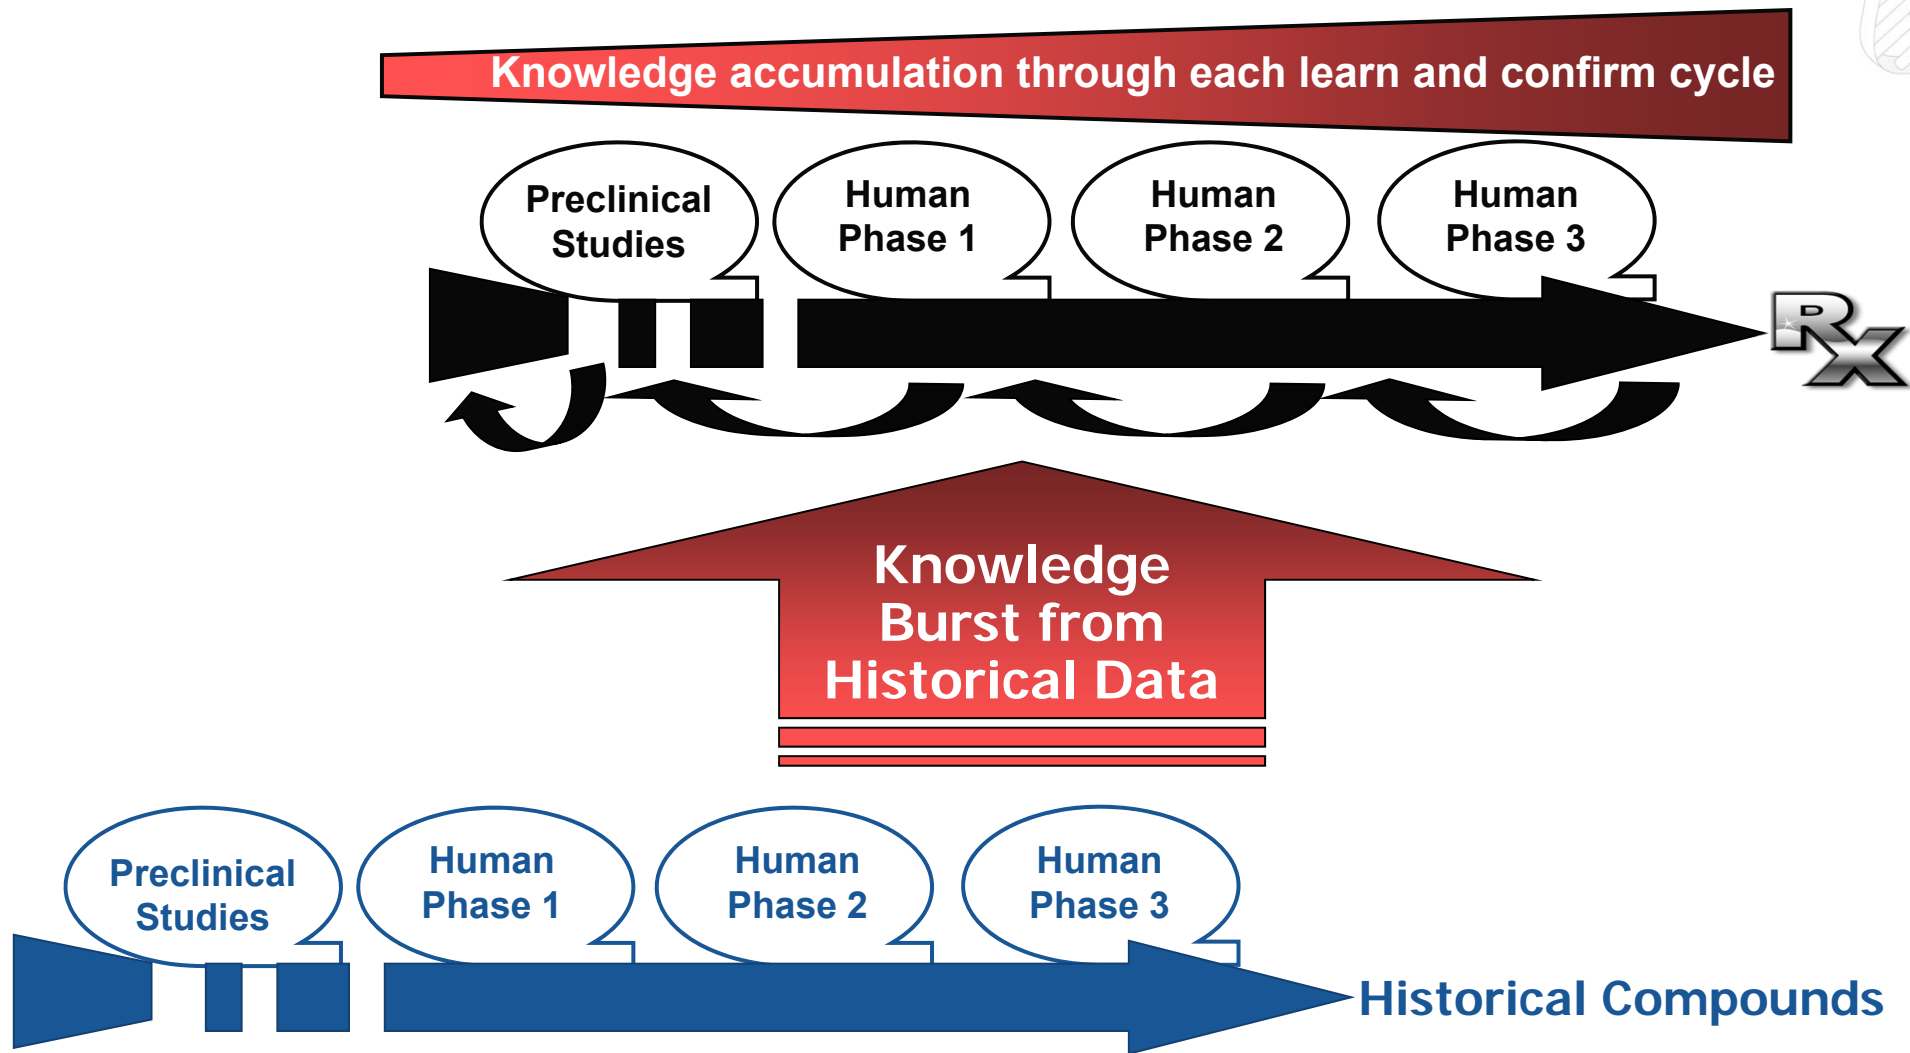 Knowledge accumulation through each learn and confirm cycle
Preclinical
Studies
Human
Phase 1
Human
Phase 2
Human
Phase 3
Rx
Knowledge
Burst from
Historical Data
Preclinical
Studies
Human
Phase 1
Human
Phase 2
Human
Phase 3
Historical Compounds